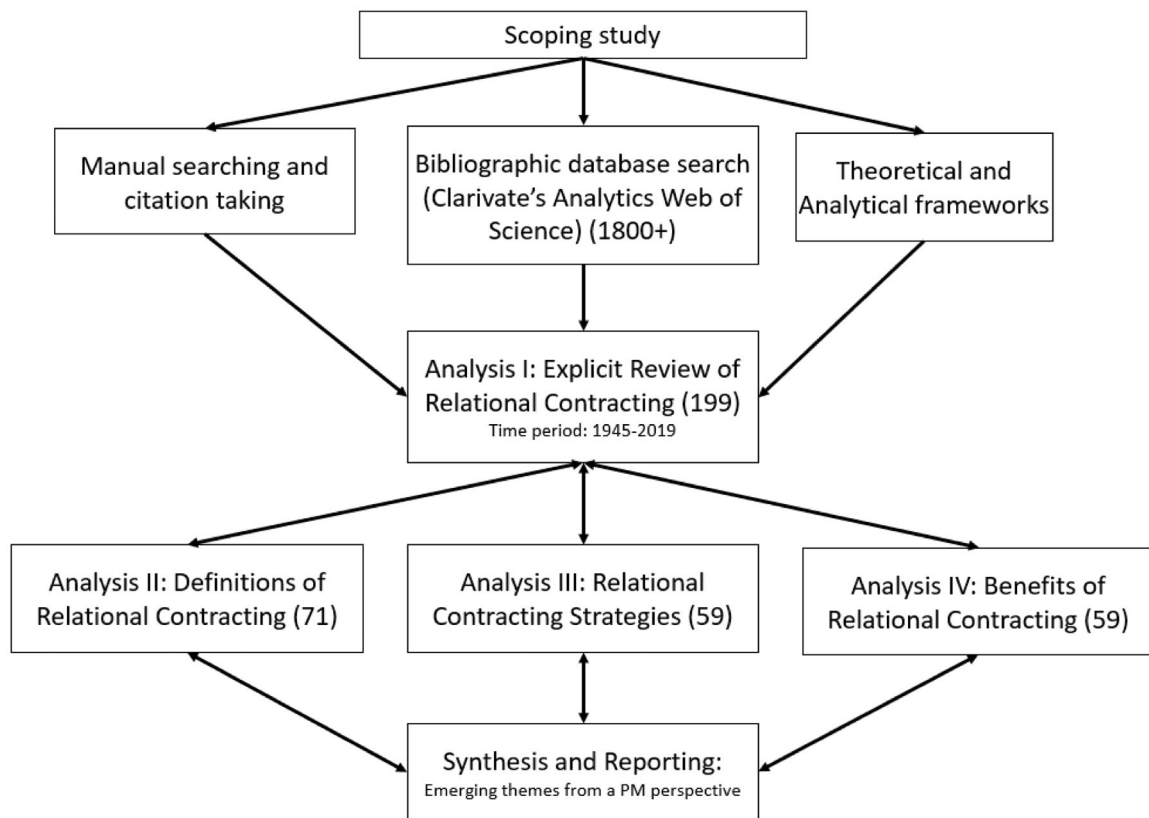 Scoping study
Manual searching and
citation taking
Bibliographic database search
(Clarivate's Analytics Web of
Science) (1800+)
Theoretical and
Analytical frameworks
Analysis I: Explicit Review of
Relational Contracting (199)
Time period: 1945-2019
Analysis II: Definitions of
Relational Contracting (71)
Analysis III: Relational
Contracting Strategies (59)
Analysis IV: Benefits of
Relational Contracting (59)
Synthesis and Reporting:
Emerging themes from a PM perspective